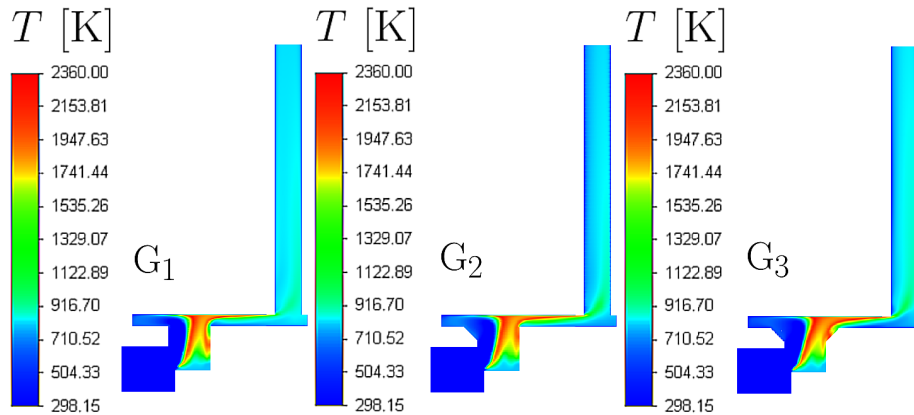 T [K] T [K] T [K]
2360.00 2360.00 2360.00
2153.81 2153.81 2153.81
1947.63 1947.63 1947.63
1741.44 1741.44 1741.44
1535.26 1535.26 1535.26
1329.07 1329.07 1329.07
1122.89 1122.89 1122.89
916.70 916.70 916.70
710.52 710.52 710.52
504.33 504.33 504.33
298.15 298.15 298.15
G₁ G₂ G₃